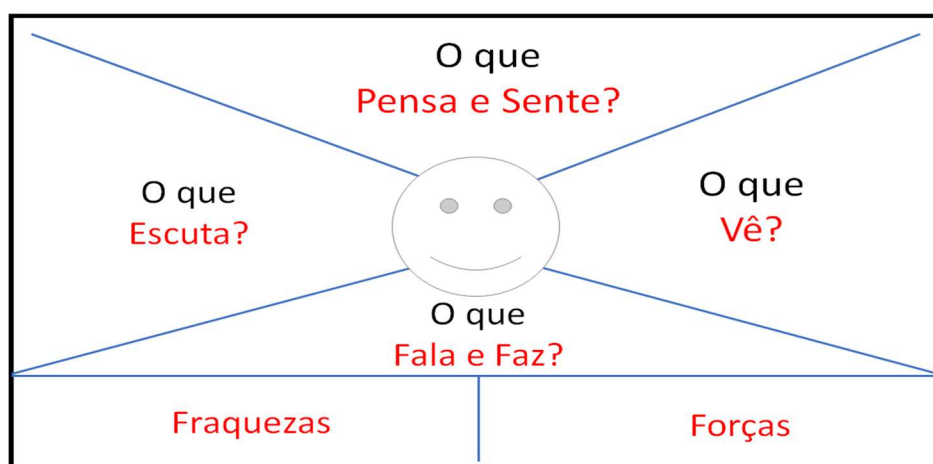 O que
Pensa e Sente?
O que
Escuta?
O que
Vê?
O que
Fala e Faz?
Fraquezas
Forças